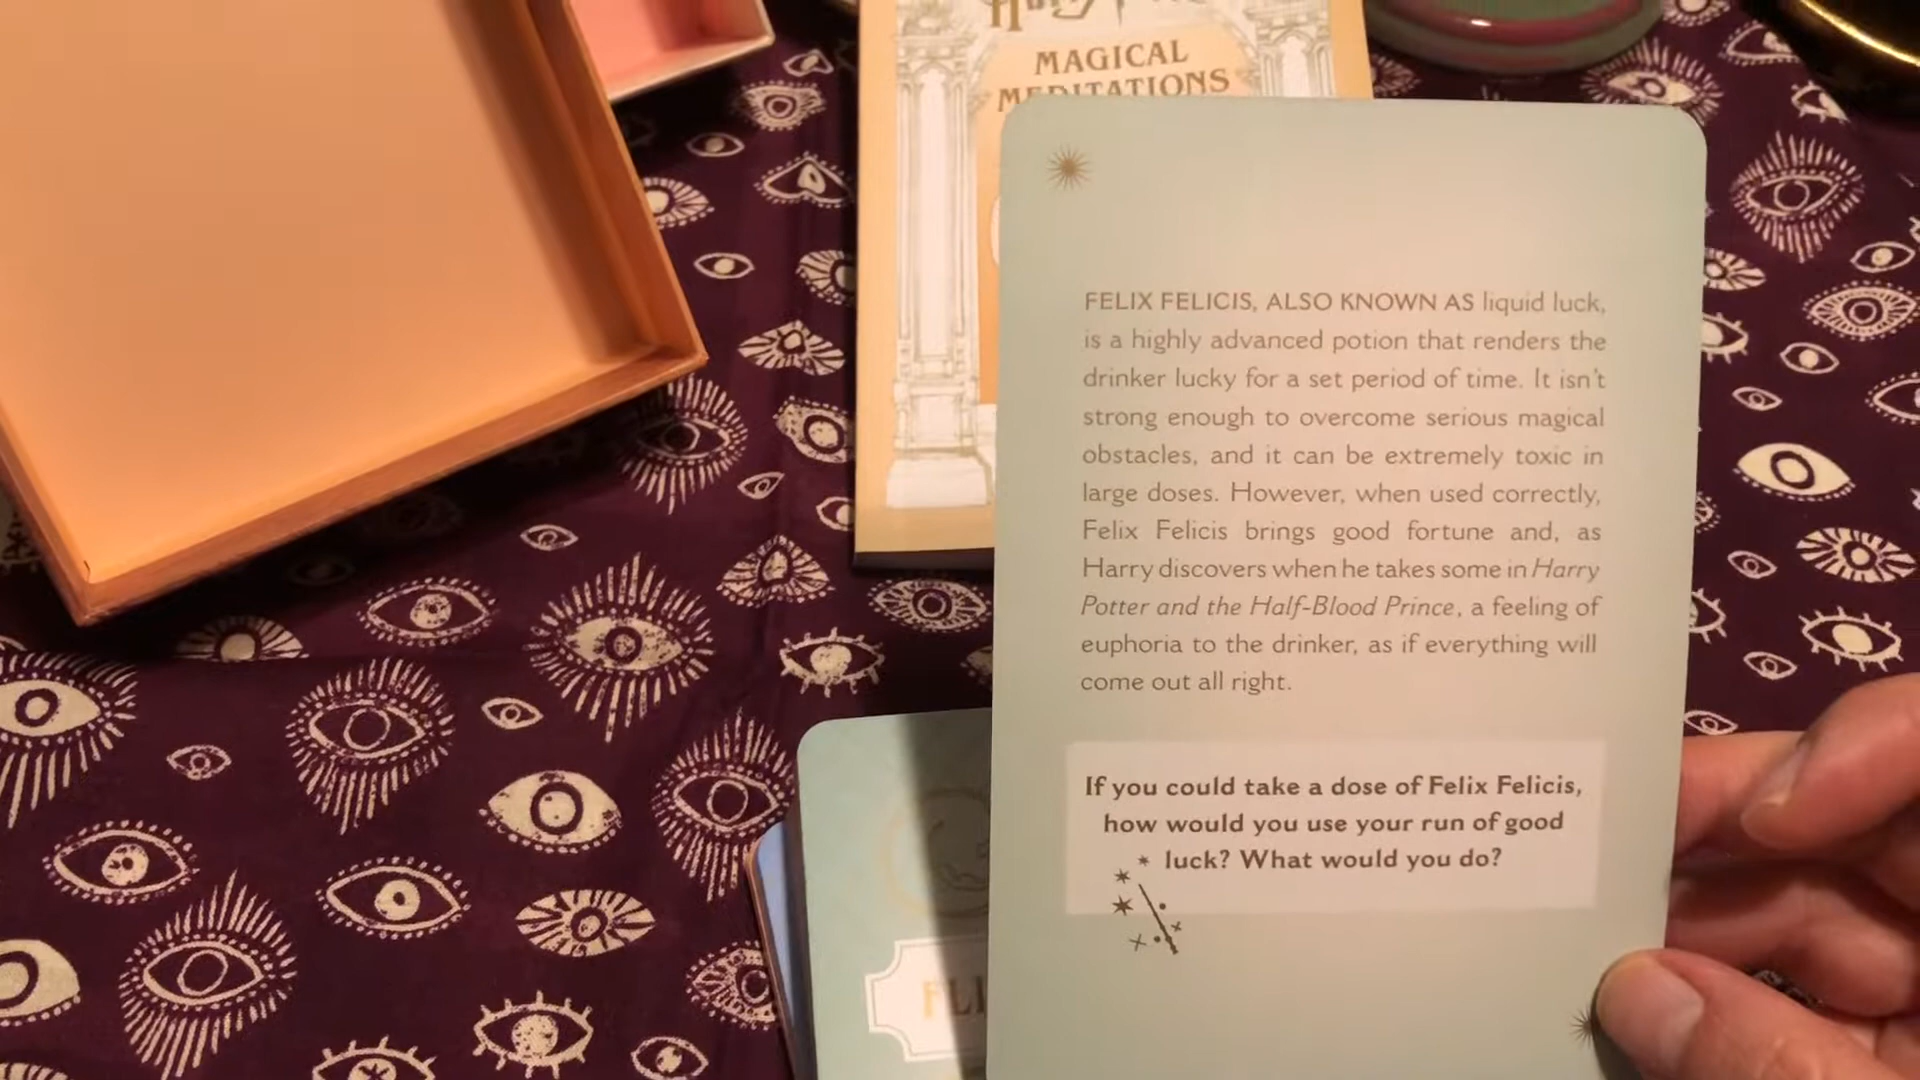 MAGICAL
MEDITATIONS
FELIX FELICIS, ALSO KNOWN AS liquid luck,
is a highly advanced potion that renders the
drinker lucky for a set period of time. It isn't
strong enough to overcome serious magical
obstacles, and it can be extremely toxic in
large doses. However, when used correctly,
Felix Felicis brings good fortune and, as
Harry discovers when he takes some in Harry
Potter and the Half-Blood Prince, a feeling of
euphoria to the drinker, as if everything will
come out all right.
If you could take a dose of Felix Felicis,
how would you use your run of good
luck? What would you do?